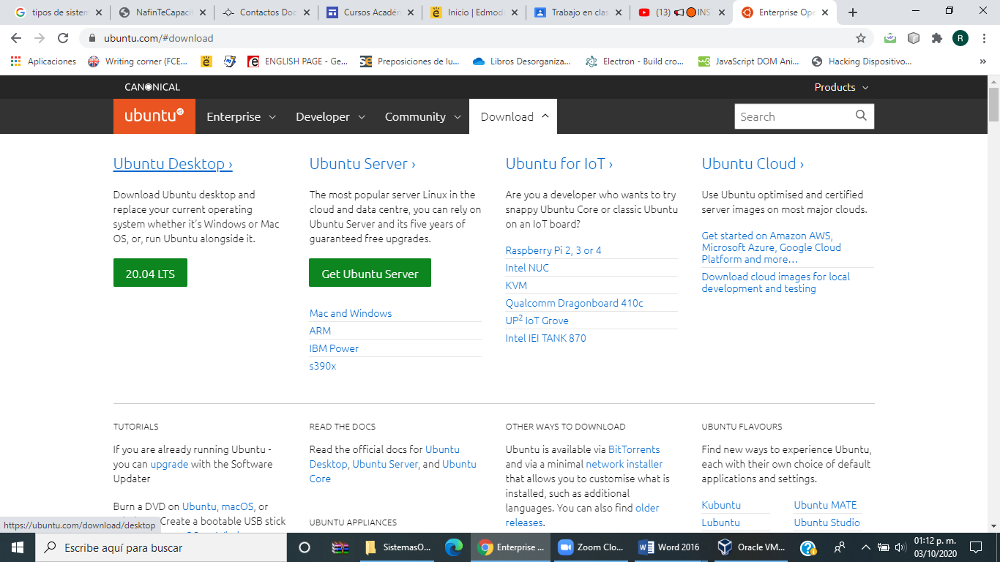 tipos de sistem
NafinTeCapacit
Contactos Doc
Cursos Acadén
Inicio | Edmod
Trabajo en clas
(13) INS
Enterprise Ope
ubuntu.com/#download
R
Aplicaciones
Writing corner (FCE...
ENGLISH PAGE - Ge...
Preposiciones de lu...
Libros Desorganiza...
Electron - Build cro...
JavaScript DOM Ani...
Hacking Dispositivo...
»
CANONICAL
Products
ubuntu
Enterprise
Developer
Community
Download
Search
Ubuntu Desktop ›
Download Ubuntu desktop and
replace your current operating
system whether it's Windows or Mac
OS, or, run Ubuntu alongside it.
20.04 LTS
Ubuntu Server ›
The most popular server Linux in the
cloud and data centre, you can rely on
Ubuntu Server and its five years of
guaranteed free upgrades.
Get Ubuntu Server
Mac and Windows
ARM
IBM Power
s390x
Ubuntu for IoT ›
Are you a developer who wants to try
snappy Ubuntu Core or classic Ubuntu
on an IoT board?
Raspberry Pi 2, 3 or 4
Intel NUC
KVM
Qualcomm Dragonboard 410c
UP² IoT Grove
Intel IEI TANK 870
Ubuntu Cloud ›
Use Ubuntu optimised and certified
server images on most major clouds.
Get started on Amazon AWS,
Microsoft Azure, Google Cloud
Platform and more…
Download cloud images for local
development and testing
TUTORIALS
If you are already running Ubuntu -
you can upgrade with the Software
Updater
Burn a DVD on Ubuntu, macOS, or
Create a bootable USB stick
READ THE DOCS
Read the official docs for Ubuntu
Desktop, Ubuntu Server, and Ubuntu
Core
UBUNTU APPLIANCES
OTHER WAYS TO DOWNLOAD
Ubuntu is available via BitTorrents
and via a minimal network installer
that allows you to customise what is
installed, such as additional
languages. You can also find older
releases.
UBUNTU FLAVOURS
Find new ways to experience Ubuntu,
each with their own choice of default
applications and settings.
Kubuntu
Ubuntu MATE
Lubuntu
Ubuntu Studio
https://ubuntu.com/download/desktop
Escribe aquí para buscar
SistemasO...
Enterprise ...
Zoom Clo...
Word 2016
Oracle VM...
01:12 p. m.
03/10/2020